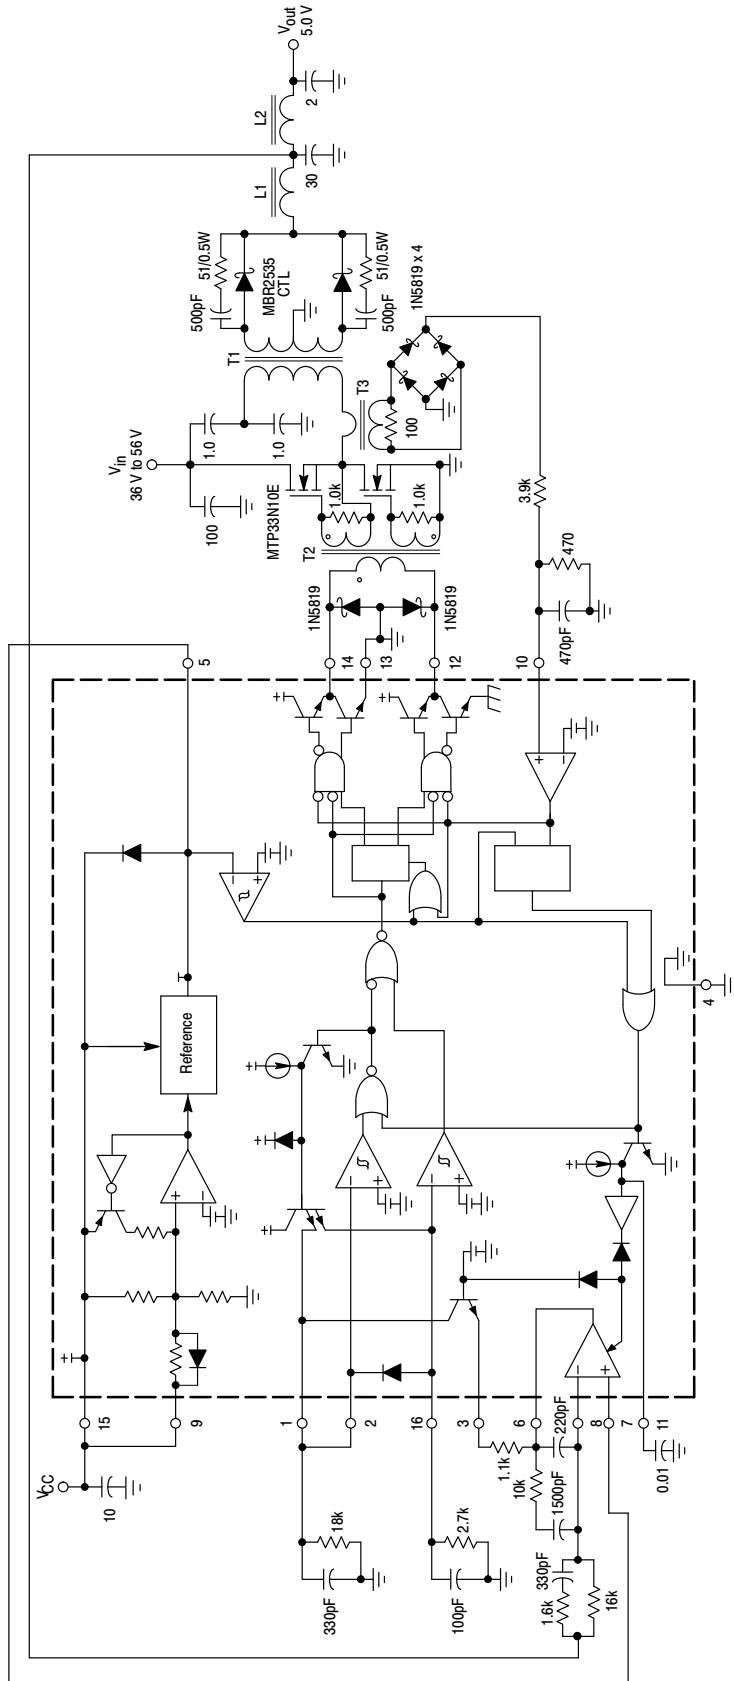 Vout
5.0 V
L2
2
L1
30
51/0.5W
500pF
MBR2535
CTL
51/0.5W
500pF
T1
1N5819 x 4
T3
100
Vin
36 V to 56 V
1.0
1.0
100
MTP33N10E
1.0k
1.0k
T2
3.9k
470
470pF
1N5819
1N5819
5
14
13
12
10
+
–
–
+
Reference
4
+
–
–
+
–
+
–
+
VCC
10
15
9
1
2
16
3
6
8
7
11
18k
330pF
2.7k
100pF
1.1k
10k
220pF
1500pF
0.01
330pF
1.6k
16k